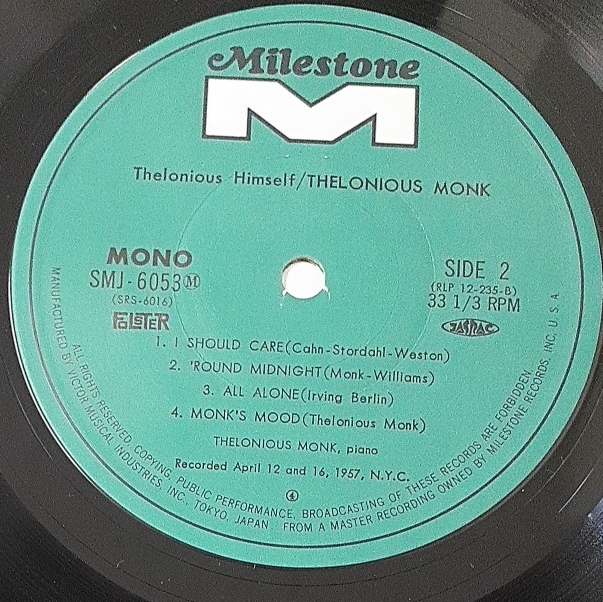 Milestone
M
Thelonious Himself/THELONIOUS MONK
MONO
SMJ-6053Ⓜ
(SRS-6016)
SIDE 2
(RLP 12-235-B)
33 1/3 RPM
JASRAC
1. I SHOULD CARE(Cahn-Stordahl-Weston)
2. 'ROUND MIDNIGHT(Monk-Williams)
3. ALL ALONE(Irving Berlin)
4. MONK'S MOOD(Thelonious Monk)
THELONIOUS MONK, piano
Recorded April 12 and 16, 1957, N.Y.C.
④
ALL RIGHTS RESERVED. COPYING, PUBLIC PERFORMANCE, BROADCASTING OF THESE RECORDS ARE FORBIDDEN.
MANUFACTURED BY VICTOR MUSICAL INDUSTRIES INC., TOKYO, JAPAN FROM A MASTER RECORDING OWNED BY MILESTONE RECORDS, INC, U.S.A.